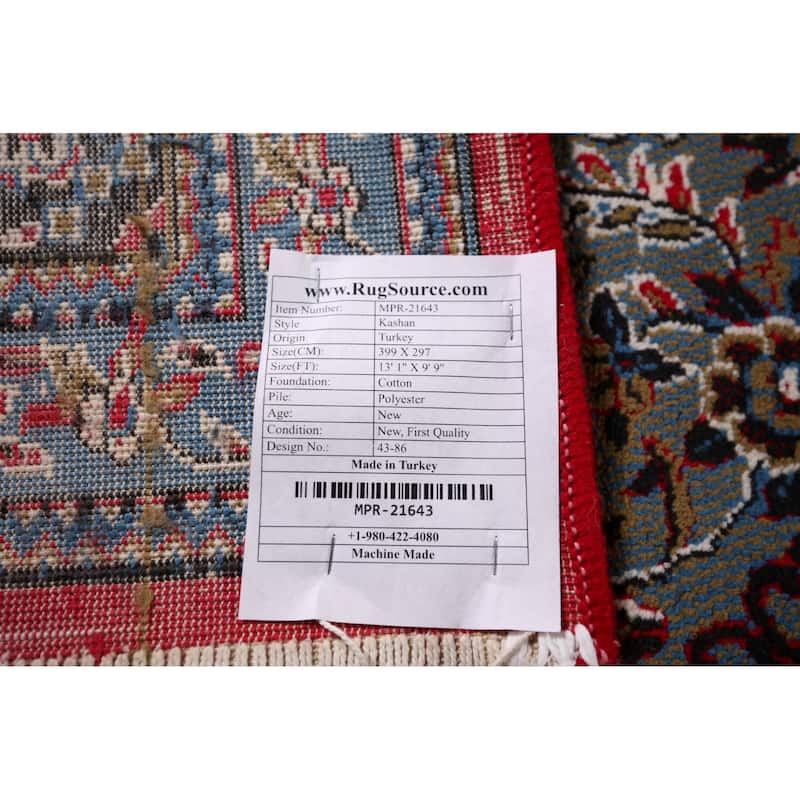 www.RugSource.com
Item Number: MPR-21643
Style Kashan
Origin Turkey
Size(CM): 399 X 297
Size(FT): 13' 1" X 9' 9"
Foundation: Cotton
Pile: Polyester
Age: New
Condition: New, First Quality
Design No.: 43-86
Made in Turkey
MPR-21643
+1-980-422-4080
Machine Made